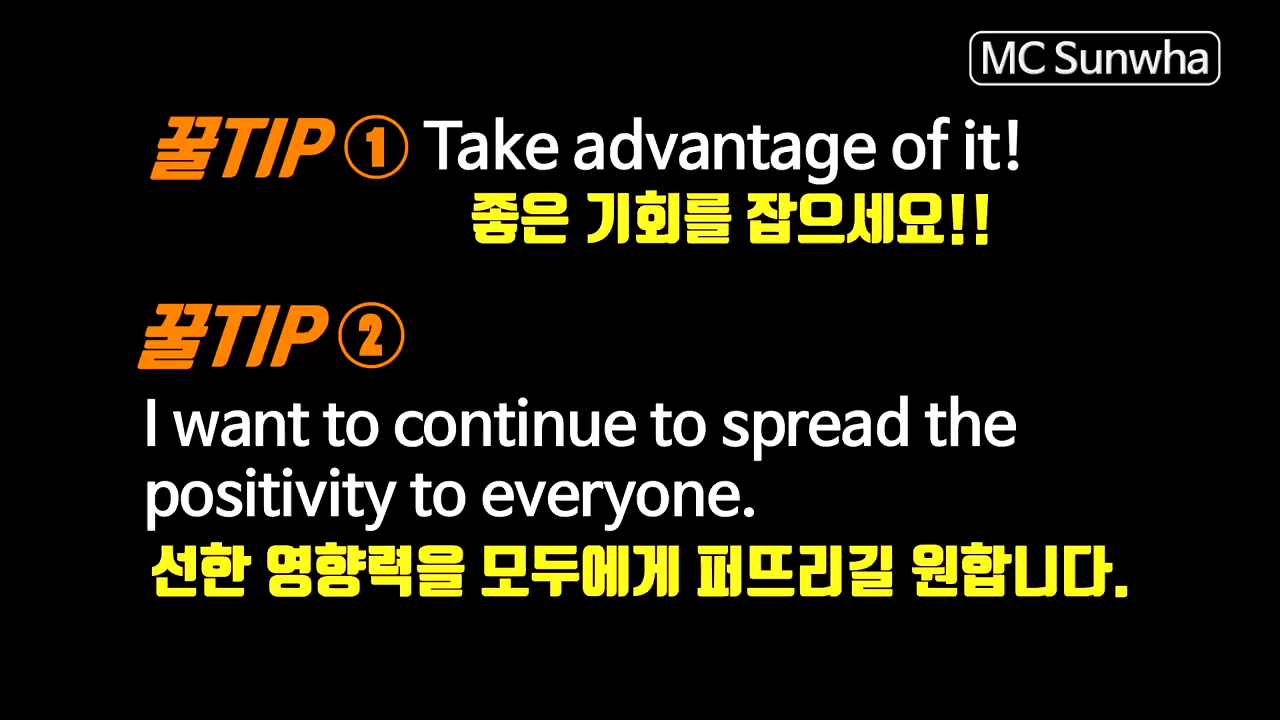 MC Sunwha
꿀TIP ① Take advantage of it!
좋은 기회를 잡으세요!!
꿀TIP ②
I want to continue to spread the
positivity to everyone.
선한 영향력을 모두에게 퍼뜨리길 원합니다.